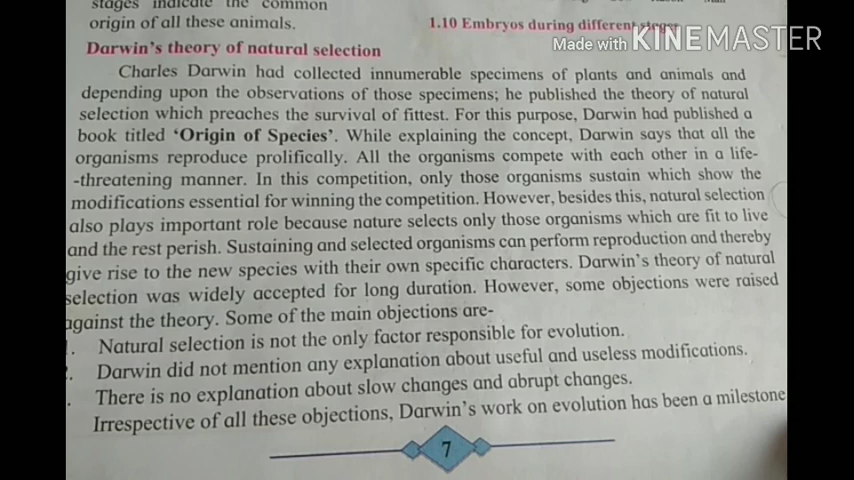 stages indicate the common
origin of all these animals.
1.10 Embryos during different stages
Made with KINEMASTER
Darwin's theory of natural selection
Charles Darwin had collected innumerable specimens of plants and animals and
depending upon the observations of those specimens; he published the theory of natural
selection which preaches the survival of fittest. For this purpose, Darwin had published a
book titled 'Origin of Species'. While explaining the concept, Darwin says that all the
organisms reproduce prolifically. All the organisms compete with each other in a life-
-threatening manner. In this competition, only those organisms sustain which show the
modifications essential for winning the competition. However, besides this, natural selection
also plays important role because nature selects only those organisms which are fit to live
and the rest perish. Sustaining and selected organisms can perform reproduction and thereby
give rise to the new species with their own specific characters. Darwin's theory of natural
selection was widely accepted for long duration. However, some objections were raised
against the theory. Some of the main objections are-
. Natural selection is not the only factor responsible for evolution.
. Darwin did not mention any explanation about useful and useless modifications.
. There is no explanation about slow changes and abrupt changes.
Irrespective of all these objections, Darwin's work on evolution has been a milestone
7